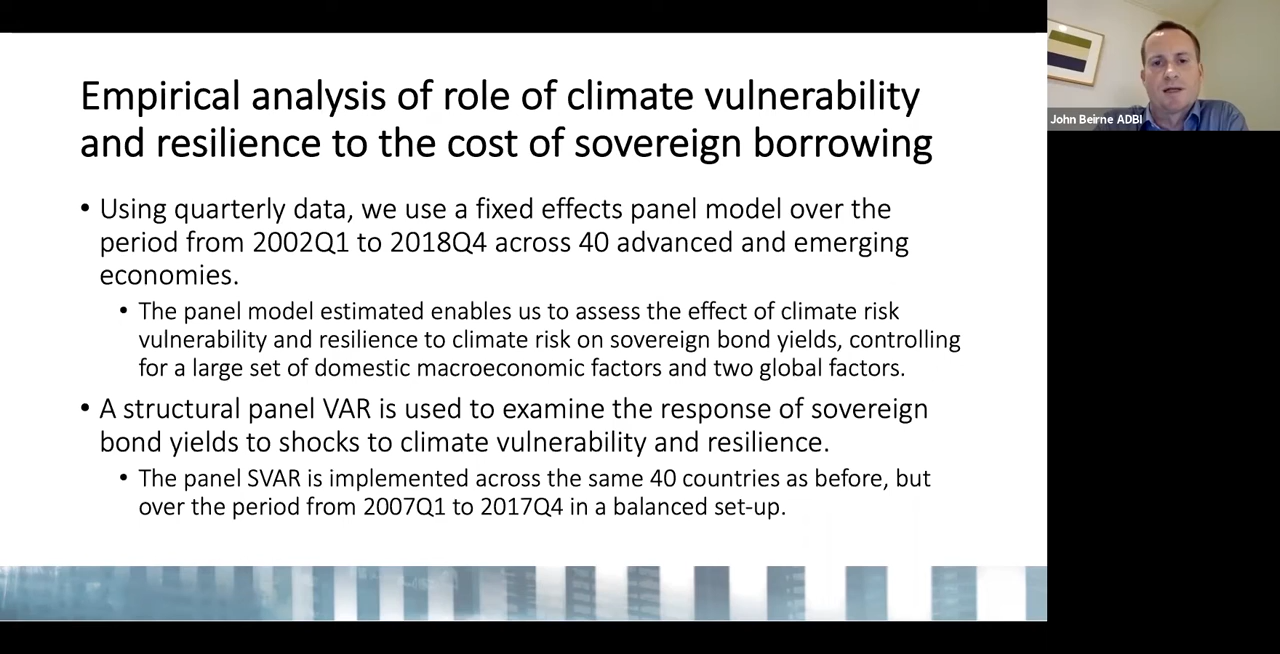 Empirical analysis of role of climate vulnerability
and resilience to the cost of sovereign borrowing
• Using quarterly data, we use a fixed effects panel model over the
period from 2002Q1 to 2018Q4 across 40 advanced and emerging
economies.
• The panel model estimated enables us to assess the effect of climate risk
vulnerability and resilience to climate risk on sovereign bond yields, controlling
for a large set of domestic macroeconomic factors and two global factors.
• A structural panel VAR is used to examine the response of sovereign
bond yields to shocks to climate vulnerability and resilience.
• The panel SVAR is implemented across the same 40 countries as before, but
over the period from 2007Q1 to 2017Q4 in a balanced set-up.
John Beirne ADBI